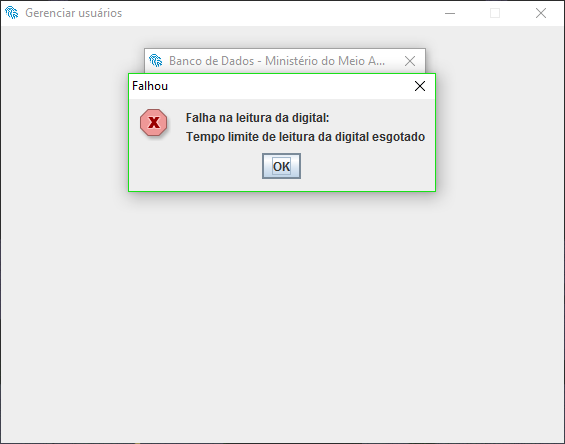 Gerenciar usuários
Banco de Dados - Ministério do Meio A...
Falhou
Falha na leitura da digital:
Tempo limite de leitura da digital esgotado
OK